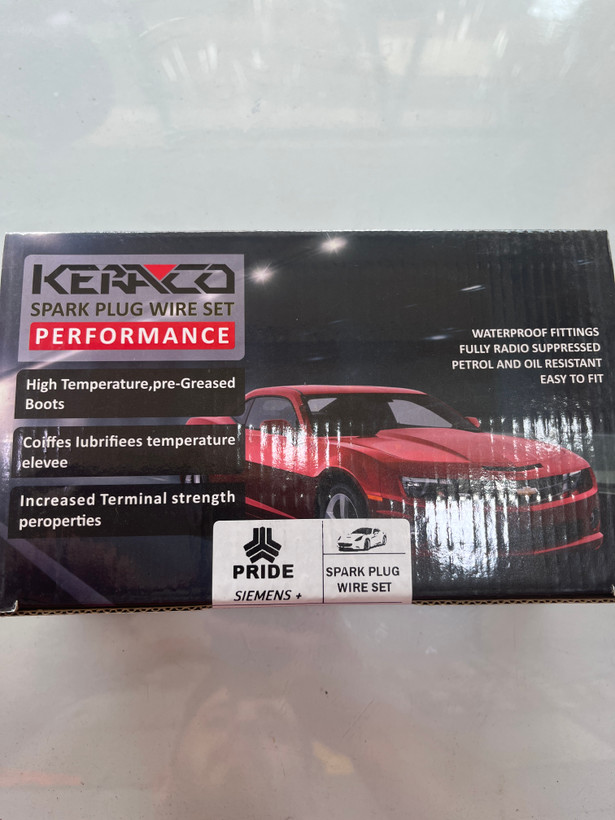 KERACO
SPARK PLUG WIRE SET
PERFORMANCE
High Temperature,pre-Greased
Boots
Coiffes lubrifiees temperature
elevee
Increased Terminal strength
peroperties
WATERPROOF FITTINGS
FULLY RADIO SUPPRESSED
PETROL AND OIL RESISTANT
EASY TO FIT
PRIDE
SIEMENS +
SPARK PLUG
WIRE SET